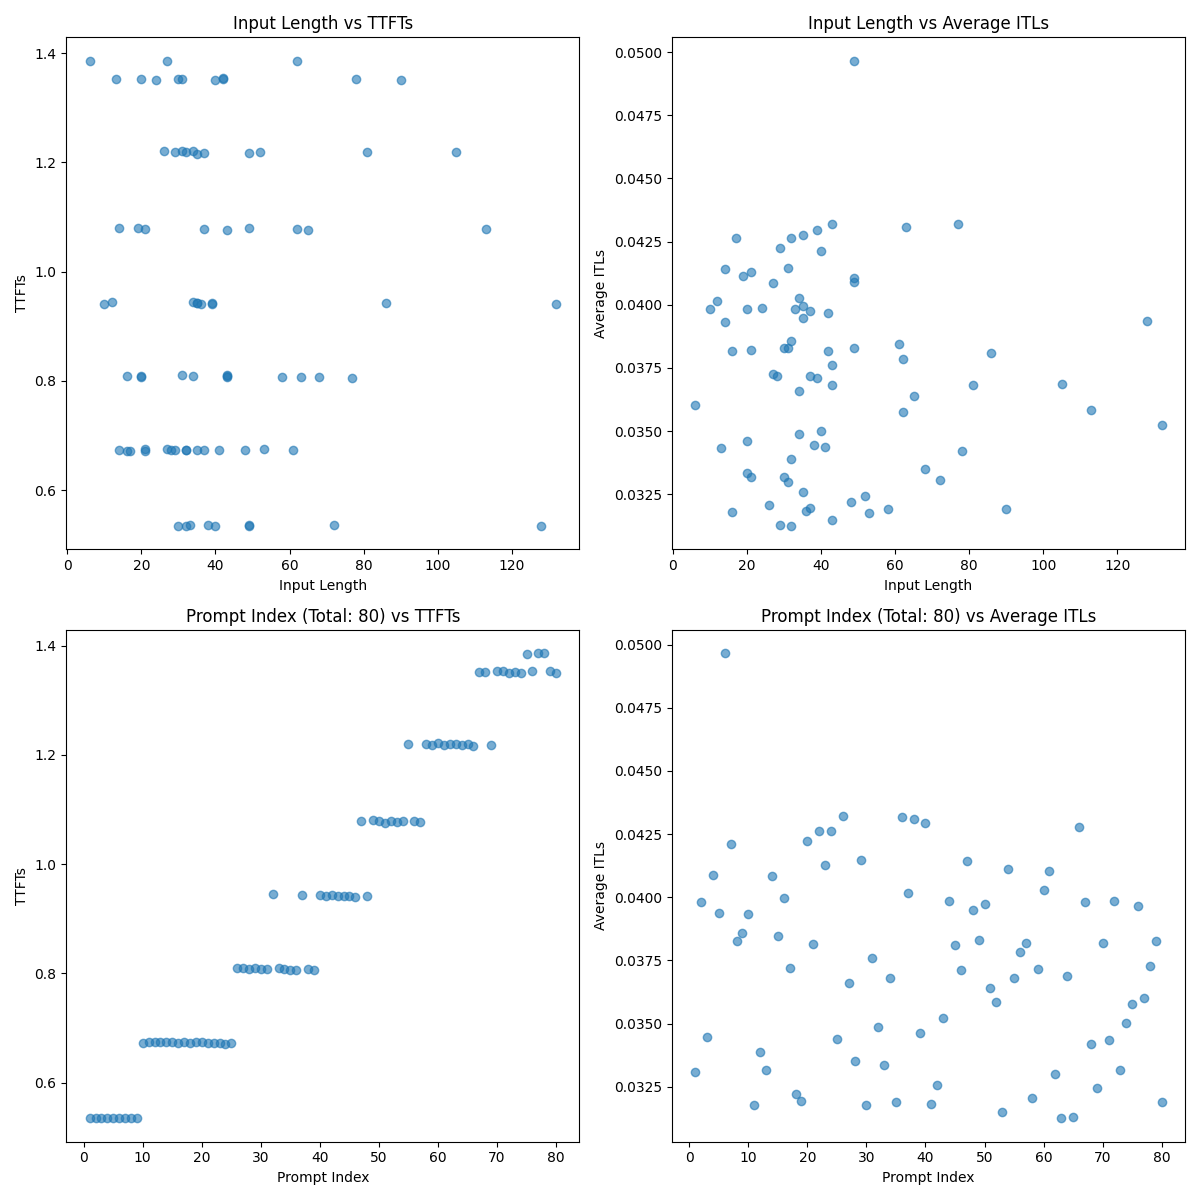 Input Length vs TTFTs
1.4
1.2
1.0
0.8
0.6
TTFTs
0 20 40 60 80 100 120
Input Length
Input Length vs Average ITLs
0.0500
0.0475
0.0450
0.0425
0.0400
0.0375
0.0350
0.0325
Average ITLs
0 20 40 60 80 100 120
Input Length
Prompt Index (Total: 80) vs TTFTs
1.4
1.2
1.0
0.8
0.6
TTFTs
0 10 20 30 40 50 60 70 80
Prompt Index
Prompt Index (Total: 80) vs Average ITLs
0.0500
0.0475
0.0450
0.0425
0.0400
0.0375
0.0350
0.0325
Average ITLs
0 10 20 30 40 50 60 70 80
Prompt Index